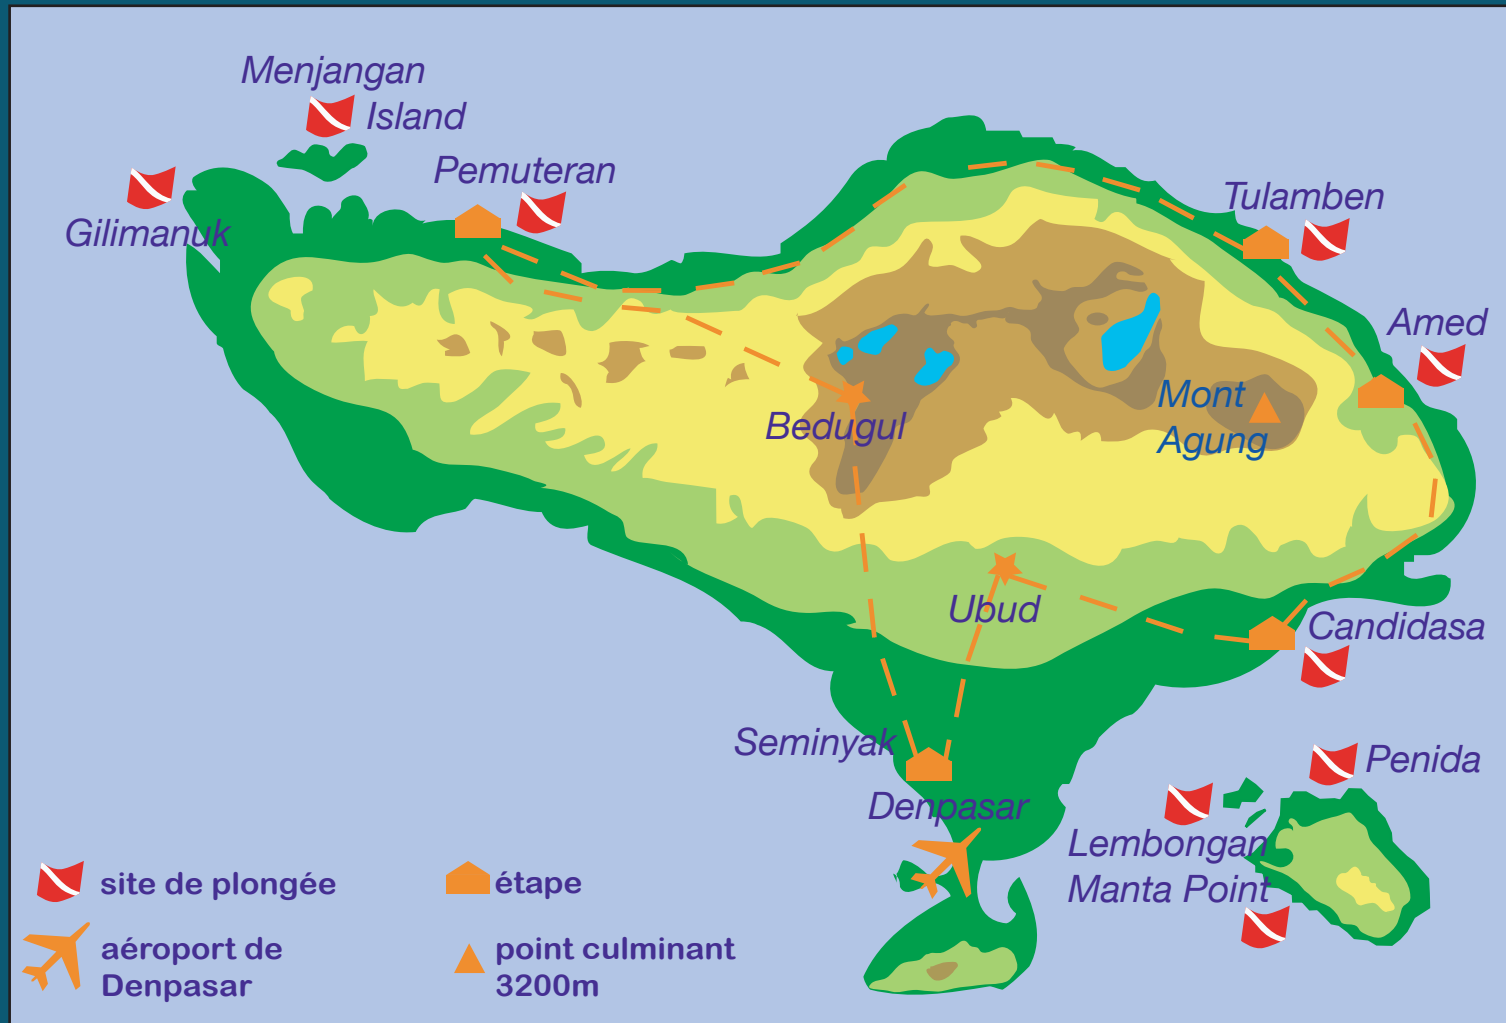 Menjangan
Island
Pemuteran
Gilimanuk
Tulamben
Amed
Mont
Agung
Bedugul
Ubud
Candidasa
Seminyak
Denpasar
Penida
Lembongan
Manta Point
site de plongée
étape
aéroport de
Denpasar
point culminant
3200m